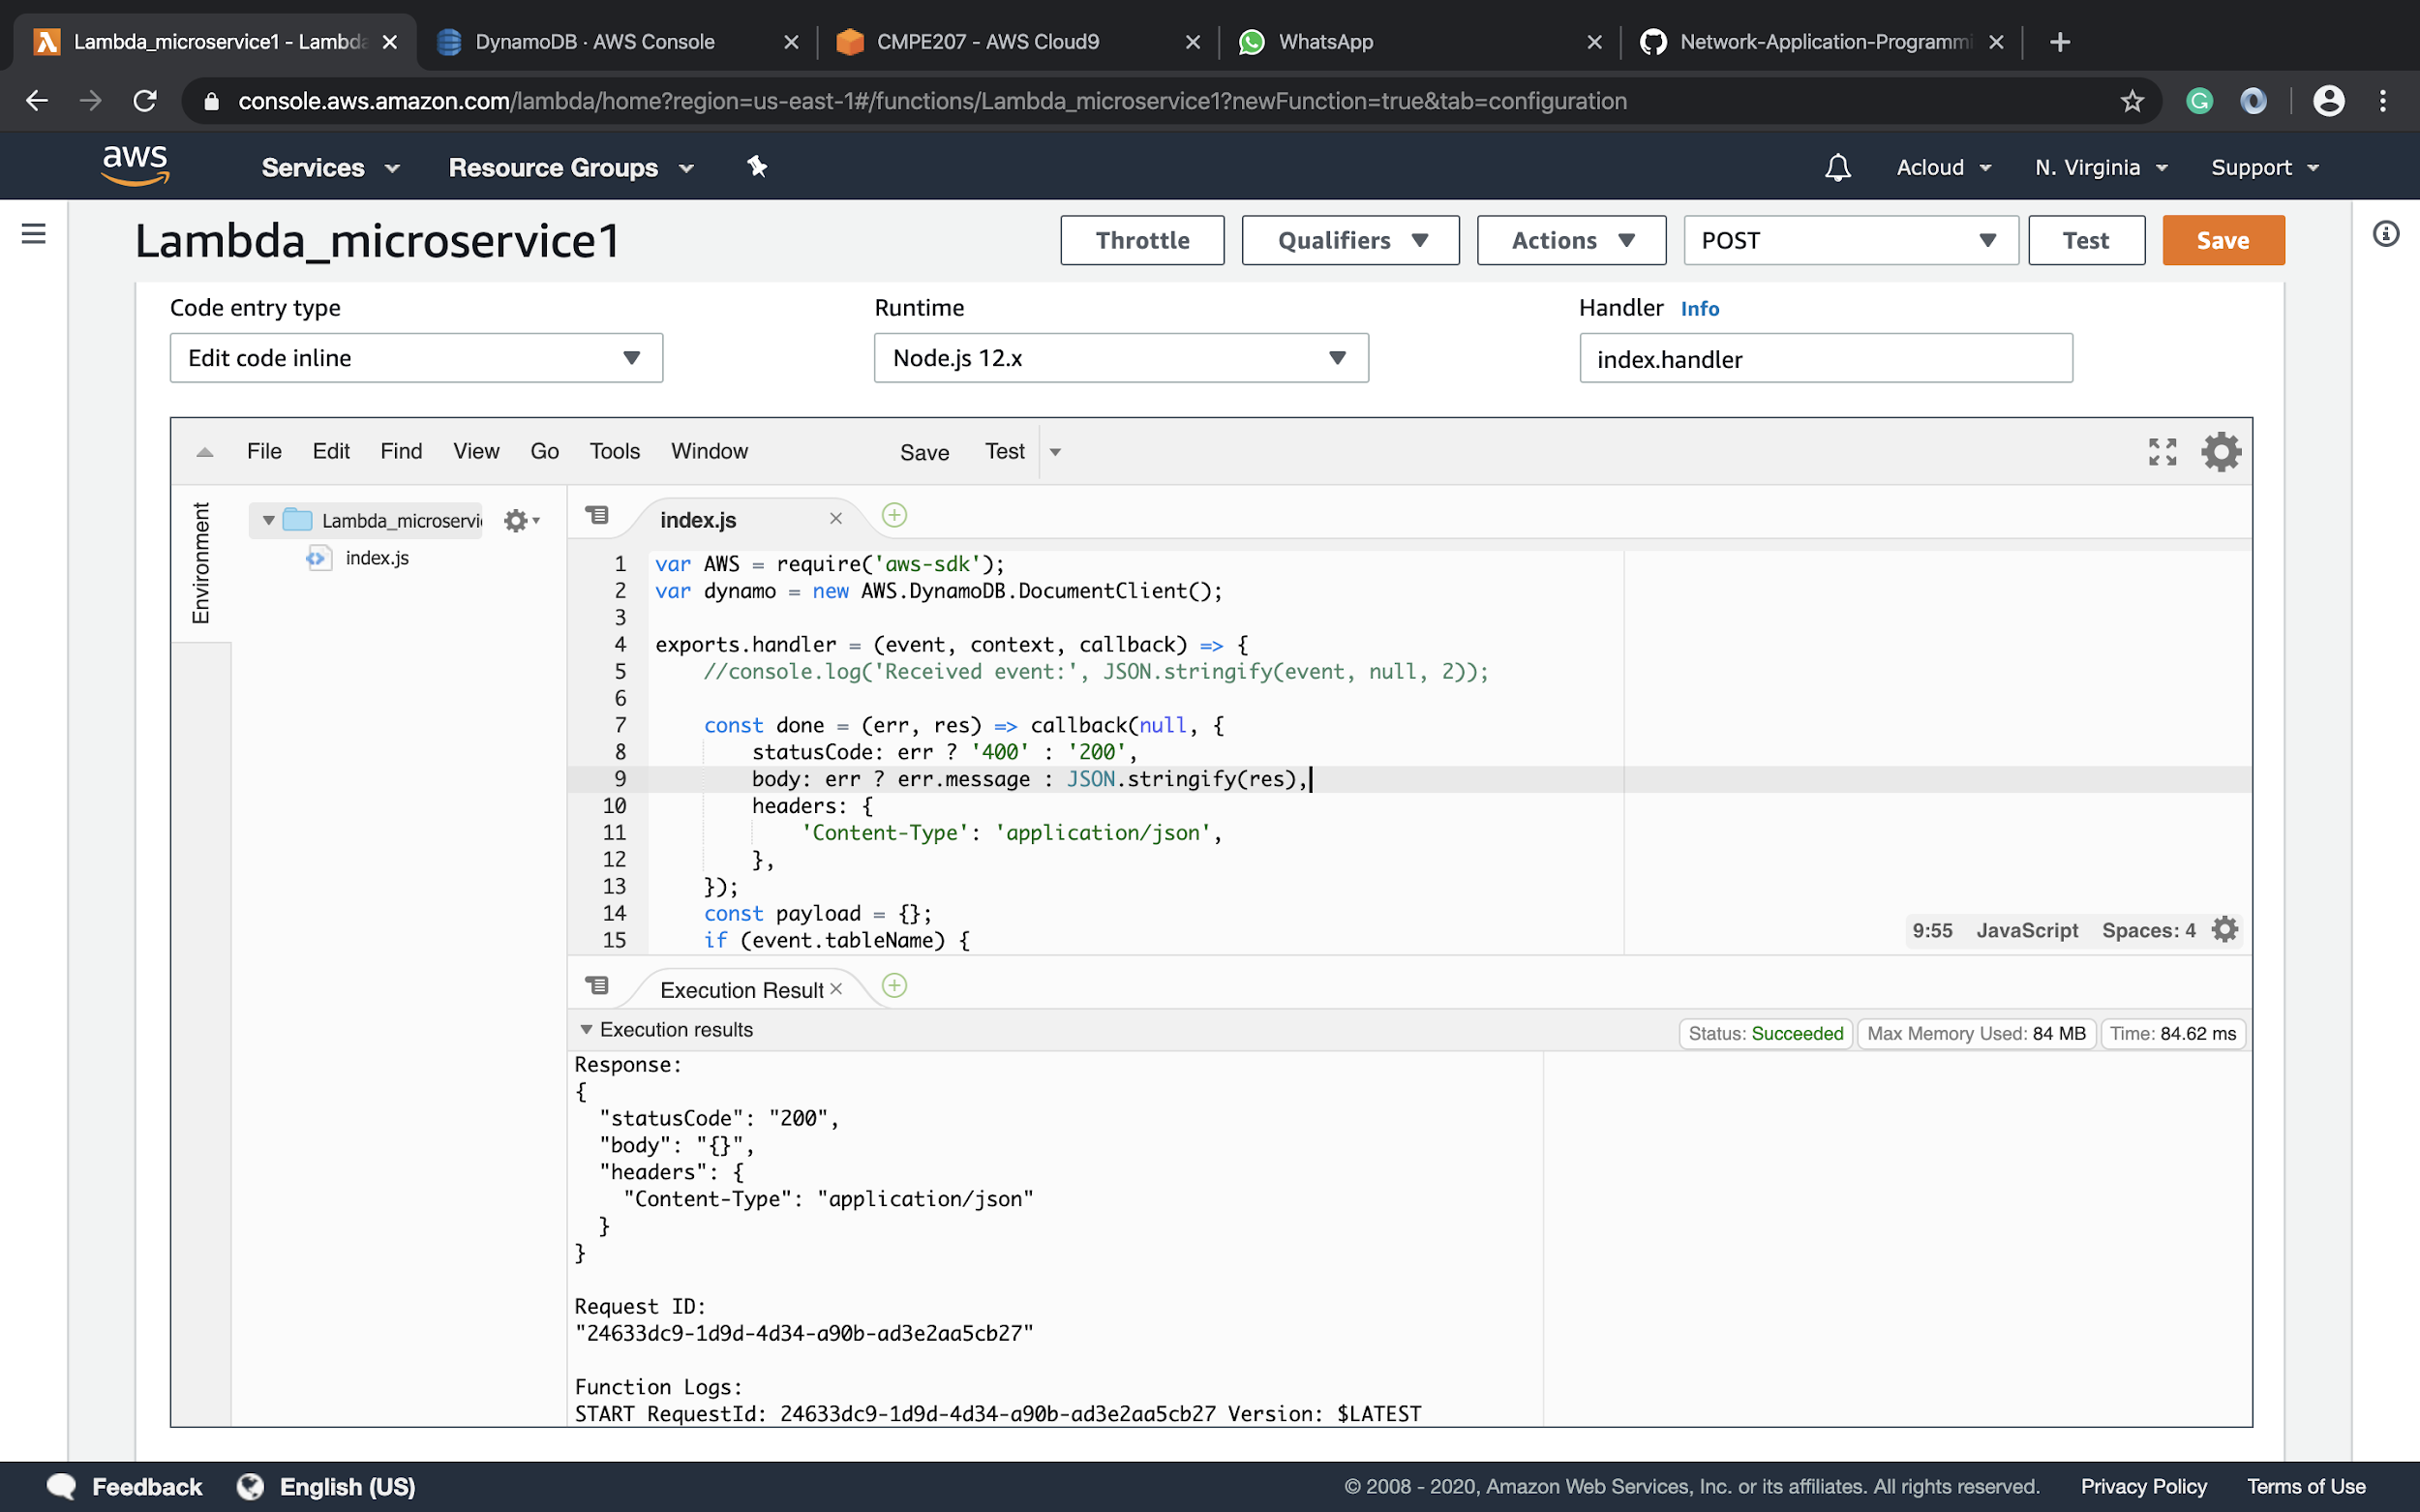 Lambda_microservice1 - Lambda
DynamoDB · AWS Console
CMPE207 - AWS Cloud9
WhatsApp
Network-Application-Programmi
console.aws.amazon.com/lambda/home?region=us-east-1#/functions/Lambda_microservice1?newFunction=true&tab=configuration
aws Services Resource Groups Acloud N. Virginia Support
Lambda_microservice1 Throttle Qualifiers Actions POST Test Save
Code entry type Runtime Handler Info
Edit code inline Node.js 12.x index.handler
File Edit Find View Go Tools Window Save Test
Environment
Lambda_microservi
index.js
index.js
1 var AWS = require('aws-sdk');
2 var dynamo = new AWS.DynamoDB.DocumentClient();
3
4 exports.handler = (event, context, callback) => {
5 //console.log('Received event:', JSON.stringify(event, null, 2));
6
7 const done = (err, res) => callback(null, {
8 statusCode: err ? '400' : '200',
9 body: err ? err.message : JSON.stringify(res),
10 headers: {
11 'Content-Type': 'application/json',
12 },
13 });
14 const payload = {};
15 if (event.tableName) {
9:55 JavaScript Spaces: 4
Execution Result
Execution results Status: Succeeded Max Memory Used: 84 MB Time: 84.62 ms
Response:
{
"statusCode": "200",
"body": "{}",
"headers": {
"Content-Type": "application/json"
}
}
Request ID:
"24633dc9-1d9d-4d34-a90b-ad3e2aa5cb27"
Function Logs:
START RequestId: 24633dc9-1d9d-4d34-a90b-ad3e2aa5cb27 Version: $LATEST
Feedback English (US) © 2008 - 2020, Amazon Web Services, Inc. or its affiliates. All rights reserved. Privacy Policy Terms of Use